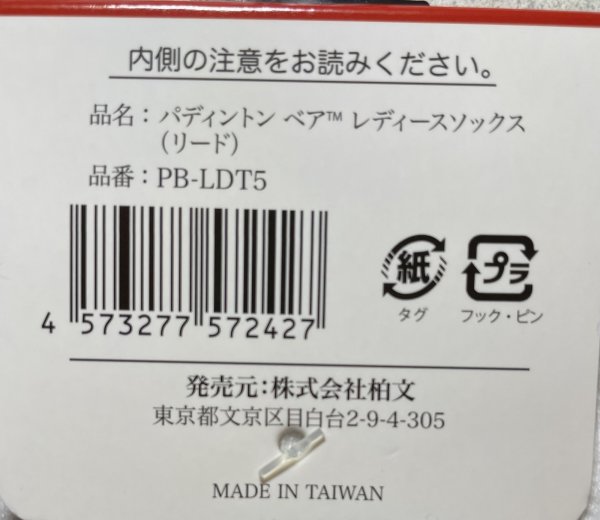 内側の注意をお読みください。
品名：パディントン ベア™ レディースソックス
（リード）
品番：PB-LDT5
4 573277 572427
紙
タグ
プラ
フック・ピン
発売元：株式会社柏文
東京都文京区目白台2-9-4-305
MADE IN TAIWAN